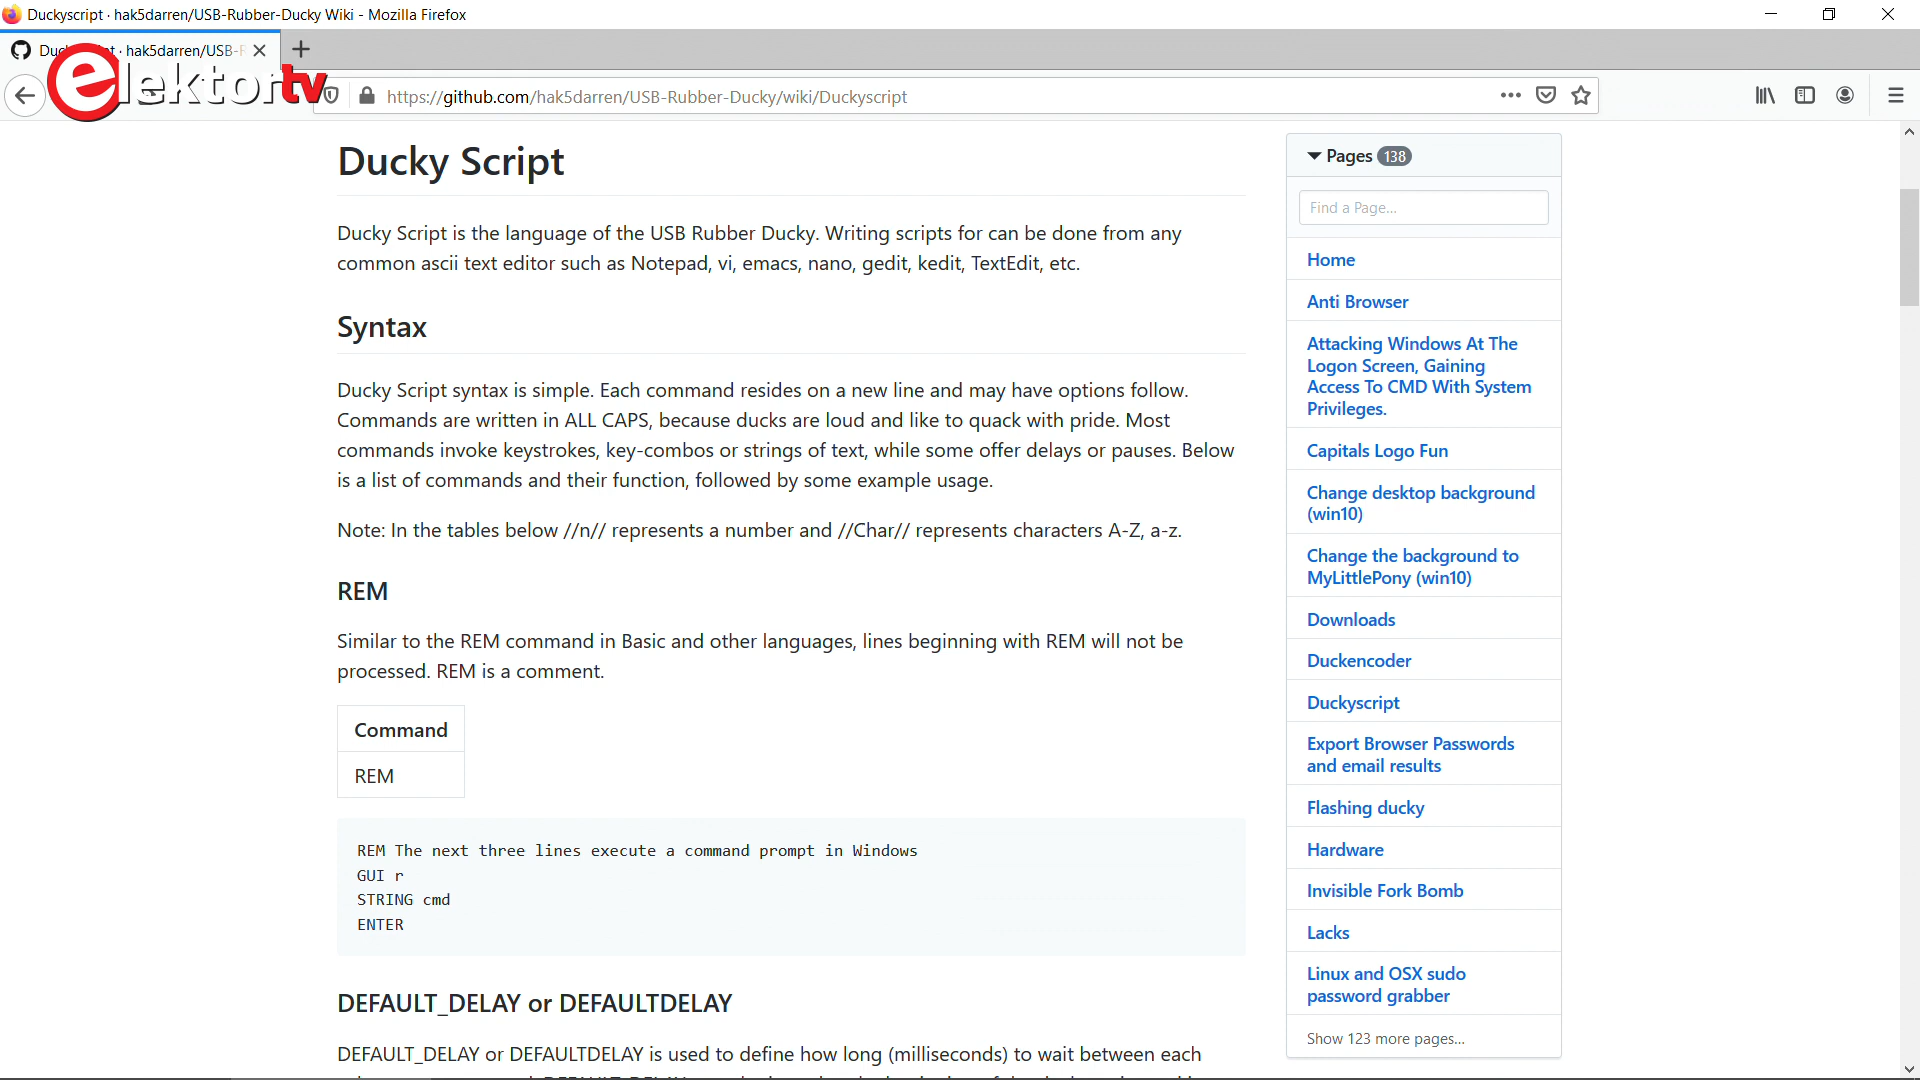 Duckyscript · hak5darren/USB-Rubber-Ducky Wiki - Mozilla Firefox
hak5darren/USB-R
elektortv
https://github.com/hak5darren/USB-Rubber-Ducky/wiki/Duckyscript
Ducky Script
Ducky Script is the language of the USB Rubber Ducky. Writing scripts for can be done from any
common ascii text editor such as Notepad, vi, emacs, nano, gedit, kedit, TextEdit, etc.
Syntax
Ducky Script syntax is simple. Each command resides on a new line and may have options follow.
Commands are written in ALL CAPS, because ducks are loud and like to quack with pride. Most
commands invoke keystrokes, key-combos or strings of text, while some offer delays or pauses. Below
is a list of commands and their function, followed by some example usage.
Note: In the tables below //n// represents a number and //Char// represents characters A-Z, a-z.
REM
Similar to the REM command in Basic and other languages, lines beginning with REM will not be
processed. REM is a comment.
Command
REM
REM The next three lines execute a command prompt in Windows
GUI r
STRING cmd
ENTER
DEFAULT_DELAY or DEFAULTDELAY
DEFAULT_DELAY or DEFAULTDELAY is used to define how long (milliseconds) to wait between each
Pages 138
Find a Page...
Home
Anti Browser
Attacking Windows At The
Logon Screen, Gaining
Access To CMD With System
Privileges.
Capitals Logo Fun
Change desktop background
(win10)
Change the background to
MyLittlePony (win10)
Downloads
Duckencoder
Duckyscript
Export Browser Passwords
and email results
Flashing ducky
Hardware
Invisible Fork Bomb
Lacks
Linux and OSX sudo
password grabber
Show 123 more pages...